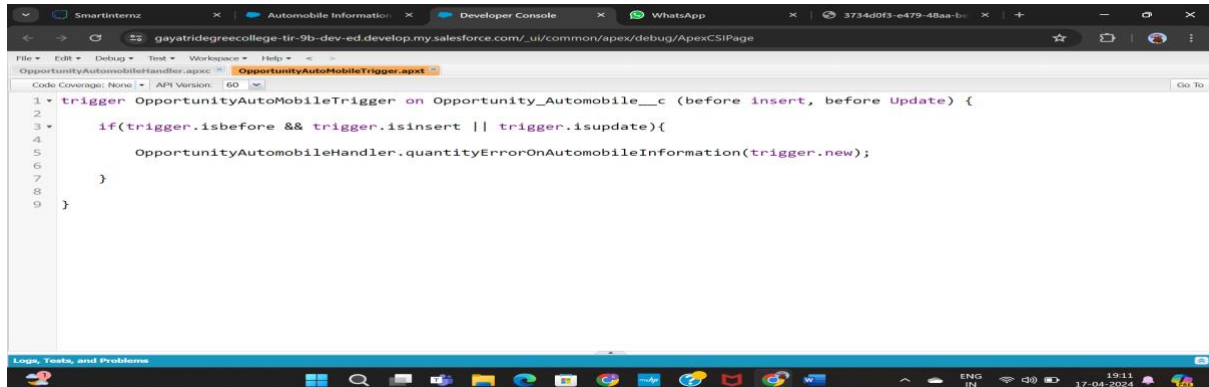 Smartinternz
Automobile Information
Developer Console
WhatsApp
3734d0f3-e479-48aa-b
gayatridegreecollege-tir-9b-dev-ed.develop.my.salesforce.com/_ui/common/apex/debug/ApexCSIPage
File Edit Debug Test Workspace Help < >
OpportunityAutomobileHandler.apxc OpportunityAutoMobileTrigger.apxt
Code Coverage: None API Version: 60 Go To
1 trigger OpportunityAutoMobileTrigger on Opportunity_Automobile__c (before insert, before Update) {
2
3 if(trigger.isbefore && trigger.isinsert || trigger.isupdate){
4
5 OpportunityAutomobileHandler.quantityErrorOnAutomobileInformation(trigger.new);
6
7 }
8
9 }
Logs, Tests, and Problems
ENG
IN
19:11
17-04-2024